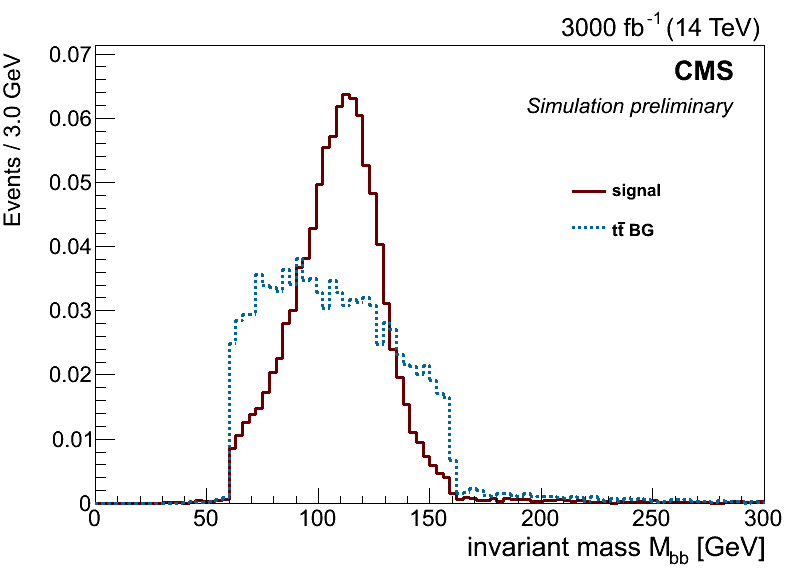 3000 fb⁻¹ (14 TeV)
CMS
Simulation preliminary
Events / 3.0 GeV
0.07
0.06
0.05
0.04
0.03
0.02
0.01
0
signal
tt̄ BG
0 50 100 150 200 250 300
invariant mass M_bb [GeV]